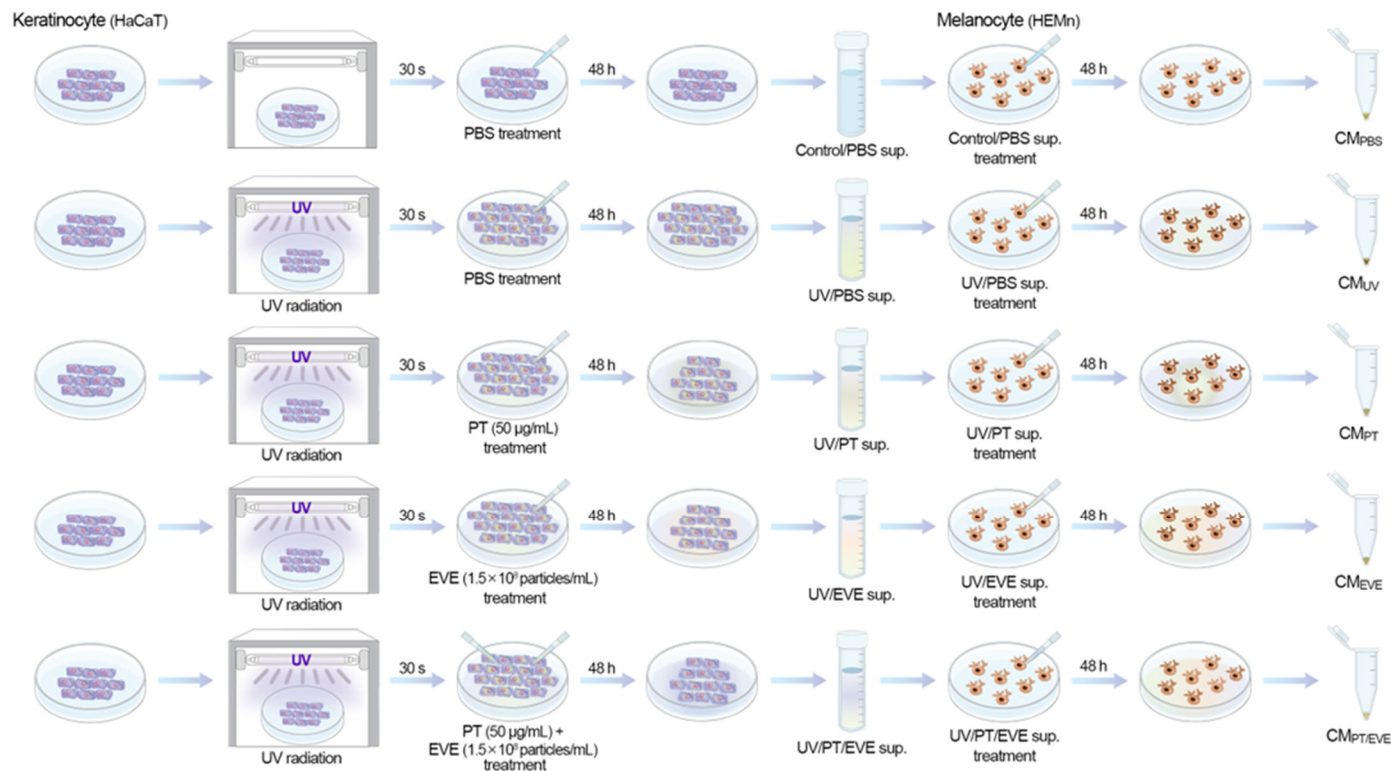 Keratinocyte (HaCaT)
Melanocyte (HEMn)
30 s
48 h
48 h
PBS treatment
Control/PBS sup.
Control/PBS sup.
treatment
CMPBS
UV
30 s
48 h
48 h
UV radiation
PBS treatment
UV/PBS sup.
UV/PBS sup.
treatment
CMUV
UV
30 s
48 h
48 h
UV radiation
PT (50 μg/mL)
treatment
UV/PT sup.
UV/PT sup.
treatment
CMPT
UV
30 s
48 h
48 h
UV radiation
EVE (1.5×10⁸ particles/mL)
treatment
UV/EVE sup.
UV/EVE sup.
treatment
CMEVE
UV
30 s
48 h
48 h
UV radiation
PT (50 μg/mL) +
EVE (1.5×10⁸ particles/mL)
treatment
UV/PT/EVE sup.
UV/PT/EVE sup.
treatment
CMPT/EVE